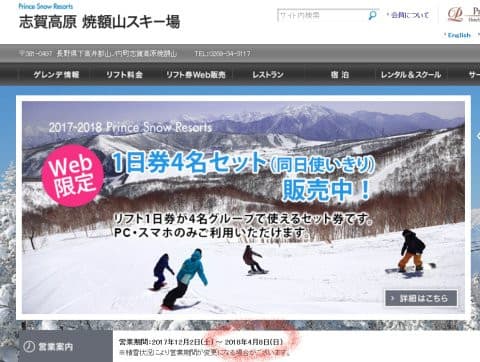 Prince Snow Resorts
志賀高原 焼額山スキー場
サイト内検索
会員について
English
〒381-0497 長野県下高井郡山ノ内町志賀高原焼額山 TEL:0269-34-3117
ゲレンデ情報 リフト料金 リフト券Web販売 レストラン 宿泊 レンタル&スクール
2017-2018 Prince Snow Resorts
Web
限定
1日券4名セット(同日使いきり)
販売中!
リフト1日券が4名グループで使えるセット券です。
PC・スマホのみご利用いただけます。
詳細はこちら
営業案内
営業期間:2017年12月2日(土)~ 2018年4月8日(日)
※積雪状況により営業期間が変更になる場合がございます。